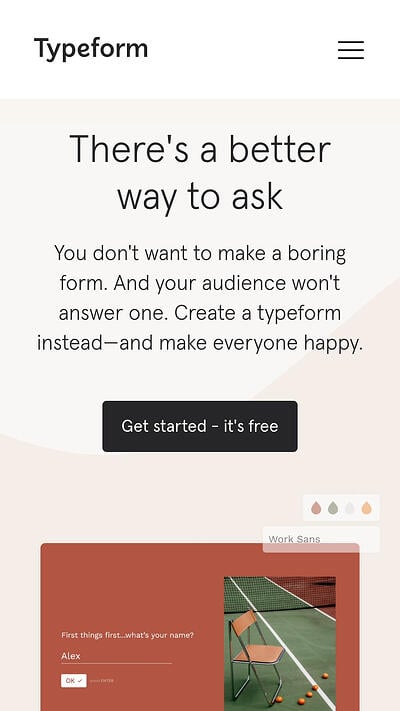 Typeform
There's a better
way to ask
You don't want to make a boring
form. And your audience won't
answer one. Create a typeform
instead—and make everyone happy.
Get started - it's free
Work Sans
First things first...what's your name?
Alex
OK ✓ press ENTER